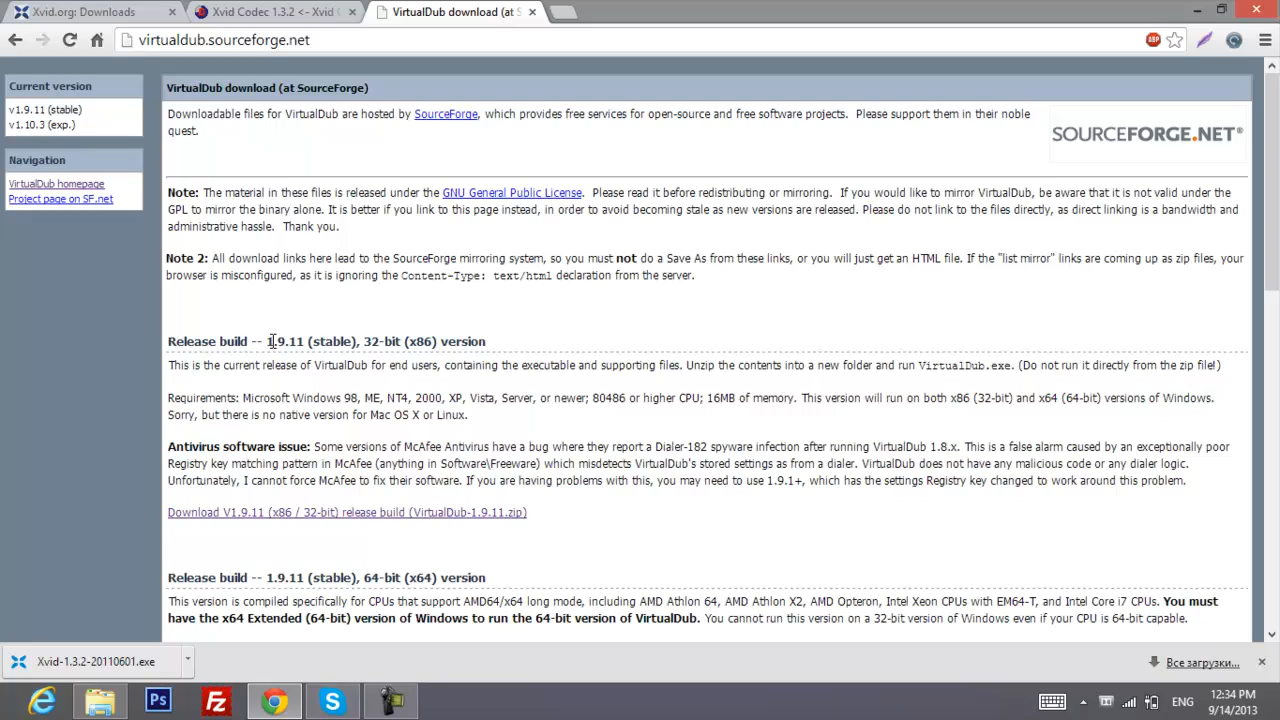 Xvid.org: Downloads
Xvid Codec 1.3.2 <- Xvid C
VirtualDub download (at S
virtualdub.sourceforge.net
ABP
Current version
v1.9.11 (stable)
v1.10.3 (exp.)
Navigation
VirtualDub homepage
Project page on SF.net
VirtualDub download (at SourceForge)
Downloadable files for VirtualDub are hosted by SourceForge, which provides free services for open-source and free software projects. Please support them in their noble
quest.
SOURCEFORGE.NET®
Note: The material in these files is released under the GNU General Public License. Please read it before redistributing or mirroring. If you would like to mirror VirtualDub, be aware that it is not valid under the
GPL to mirror the binary alone. It is better if you link to this page instead, in order to avoid becoming stale as new versions are released. Please do not link to the files directly, as direct linking is a bandwidth and
administrative hassle. Thank you.
Note 2: All download links here lead to the SourceForge mirroring system, so you must not do a Save As from these links, or you will just get an HTML file. If the "list mirror" links are coming up as zip files, your
browser is misconfigured, as it is ignoring the Content-Type: text/html declaration from the server.
Release build -- 1.9.11 (stable), 32-bit (x86) version
This is the current release of VirtualDub for end users, containing the executable and supporting files. Unzip the contents into a new folder and run VirtualDub.exe. (Do not run it directly from the zip file!)
Requirements: Microsoft Windows 98, ME, NT4, 2000, XP, Vista, Server, or newer; 80486 or higher CPU; 16MB of memory. This version will run on both x86 (32-bit) and x64 (64-bit) versions of Windows.
Sorry, but there is no native version for Mac OS X or Linux.
Antivirus software issue: Some versions of McAfee Antivirus have a bug where they report a Dialer-182 spyware infection after running VirtualDub 1.8.x. This is a false alarm caused by an exceptionally poor
Registry key matching pattern in McAfee (anything in Software\Freeware) which misdetects VirtualDub's stored settings as from a dialer. VirtualDub does not have any malicious code or any dialer logic.
Unfortunately, I cannot force McAfee to fix their software. If you are having problems with this, you may need to use 1.9.1+, which has the settings Registry key changed to work around this problem.
Download V1.9.11 (x86 / 32-bit) release build (VirtualDub-1.9.11.zip)
Release build -- 1.9.11 (stable), 64-bit (x64) version
This version is compiled specifically for CPUs that support AMD64/x64 long mode, including AMD Athlon 64, AMD Athlon X2, AMD Opteron, Intel Xeon CPUs with EM64-T, and Intel Core i7 CPUs. You must
have the x64 Extended (64-bit) version of Windows to run the 64-bit version of VirtualDub. You cannot run this version on a 32-bit version of Windows even if your CPU is 64-bit capable.
Xvid-1.3.2-20110601.exe
Все загрузки...
Ps
Fz
ENG
12:34 PM
9/14/2013